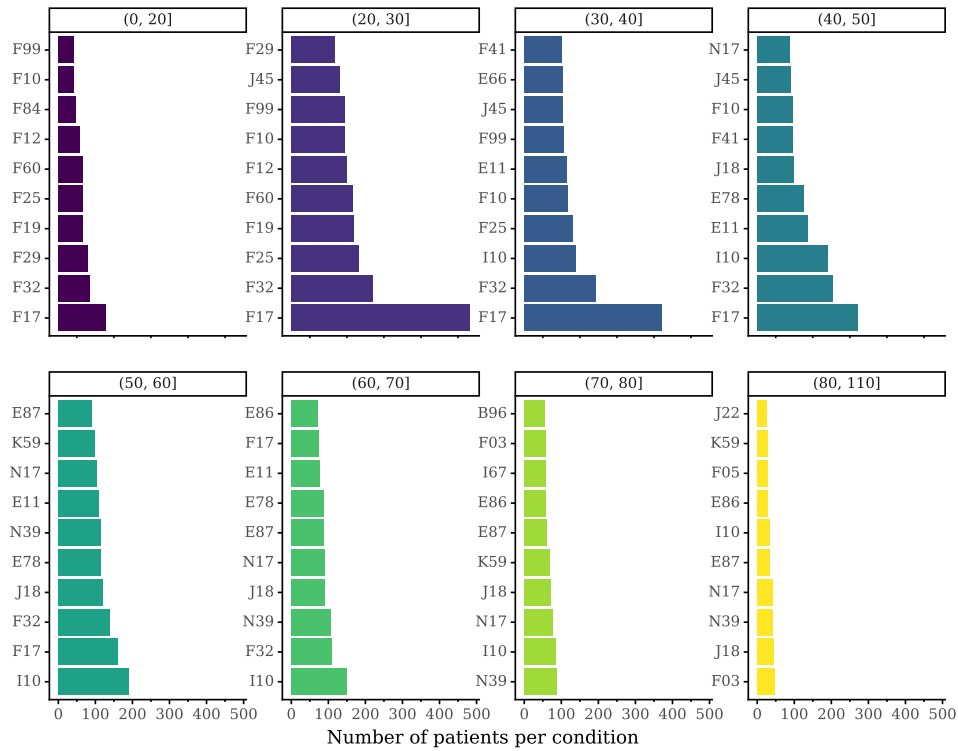 (0, 20]
F99
F10
F84
F12
F60
F25
F19
F29
F32
F17
(20, 30]
F29
J45
F99
F10
F12
F60
F19
F25
F32
F17
(30, 40]
F41
E66
J45
F99
E11
F10
F25
I10
F32
F17
(40, 50]
N17
J45
F10
F41
J18
E78
E11
I10
F32
F17
(50, 60]
E87
K59
N17
E11
N39
E78
J18
F32
F17
I10
0 100 200 300 400 500
(60, 70]
E86
F17
E11
E78
E87
N17
J18
N39
F32
I10
0 100 200 300 400 500
(70, 80]
B96
F03
I67
E86
E87
K59
J18
N17
I10
N39
0 100 200 300 400 500
(80, 110]
J22
K59
F05
E86
I10
E87
N17
N39
J18
F03
0 100 200 300 400 500
Number of patients per condition